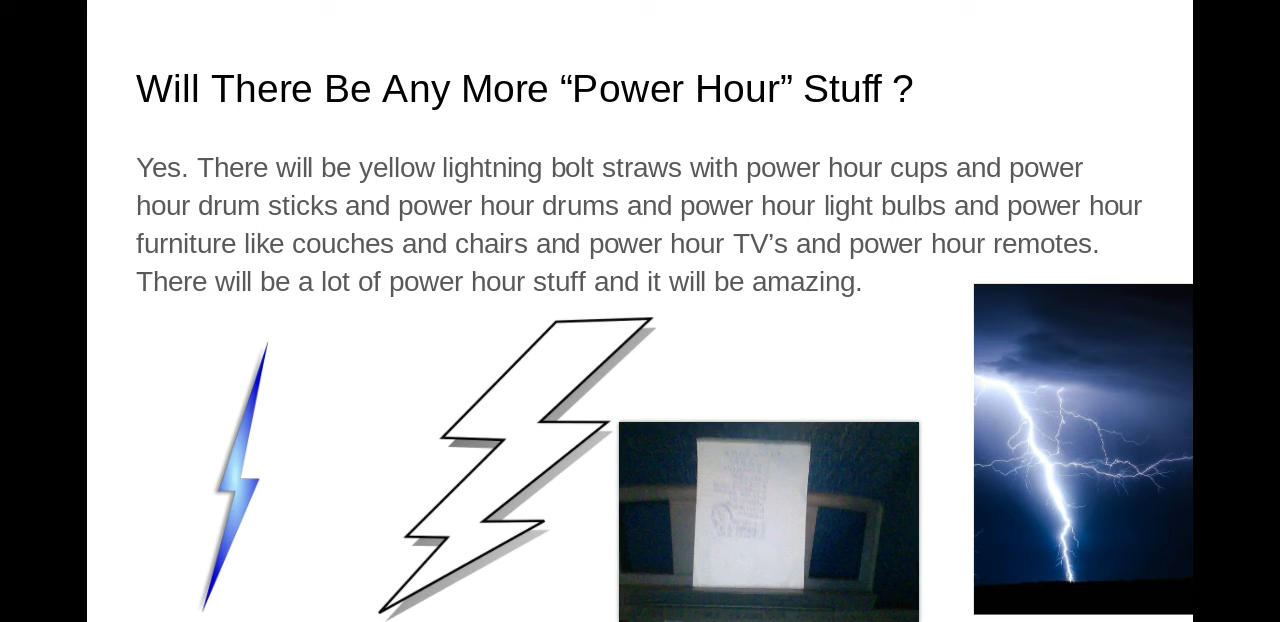 Will There Be Any More “Power Hour” Stuff ?
Yes. There will be yellow lightning bolt straws with power hour cups and power
hour drum sticks and power hour drums and power hour light bulbs and power hour
furniture like couches and chairs and power hour TV’s and power hour remotes.
There will be a lot of power hour stuff and it will be amazing.